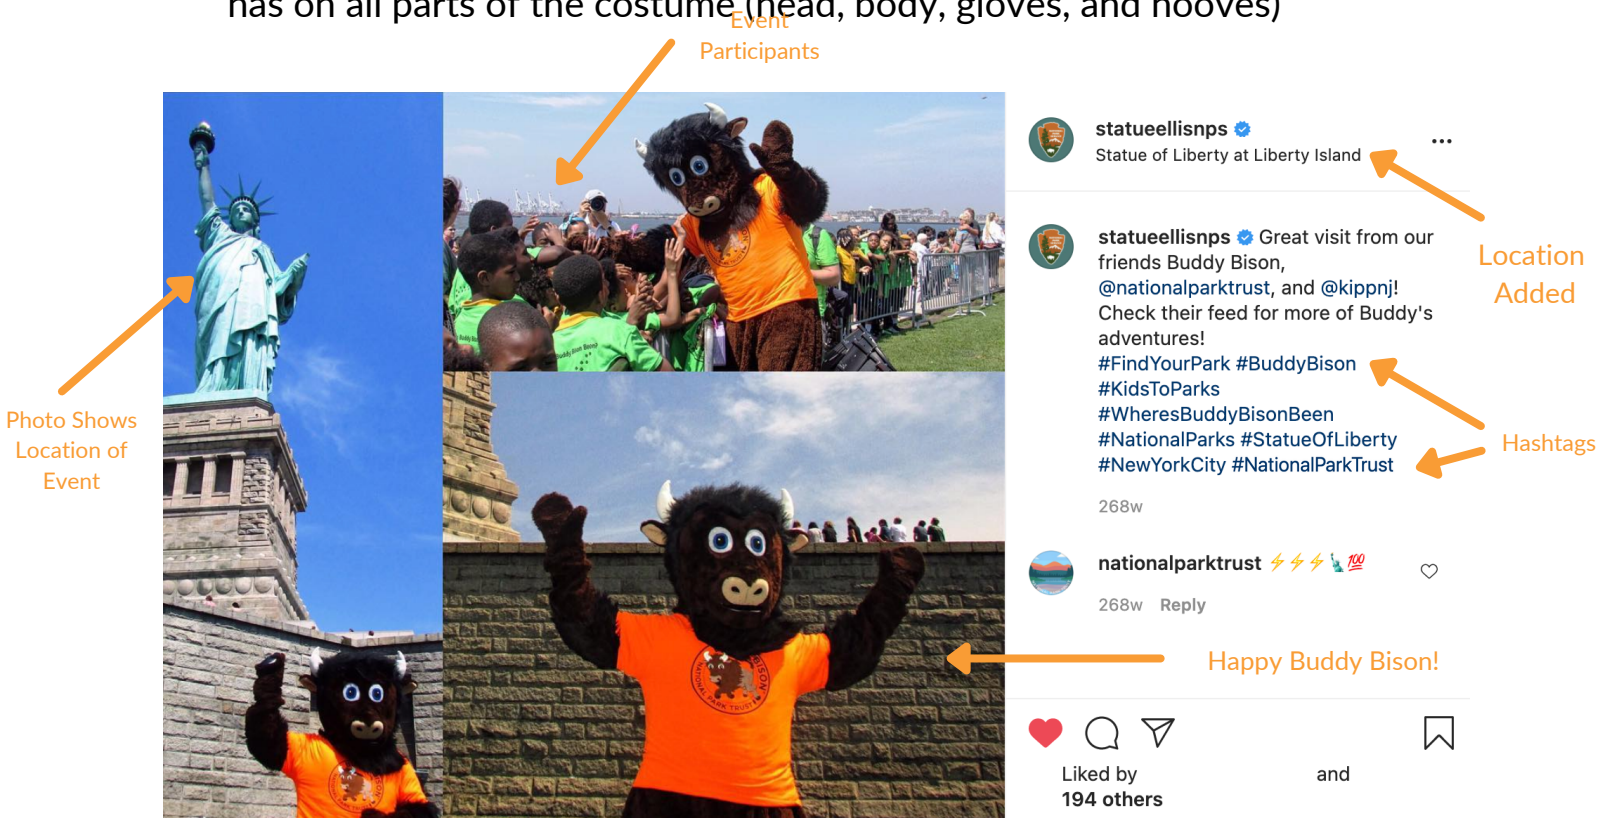 has on all parts of the costume (head, body, gloves, and hooves)
Event
Participants
statueellisnps
Statue of Liberty at Liberty Island
Location
Added
statueellisnps Great visit from our
friends Buddy Bison,
@nationalparktrust, and @kippnj!
Check their feed for more of Buddy's
adventures!
#FindYourPark #BuddyBison
#KidsToParks
#WheresBuddyBisonBeen
#NationalParks #StatueOfLiberty
#NewYorkCity #NationalParkTrust
Hashtags
268w
nationalparktrust ⚡⚡⚡🗽💯
268w Reply
Photo Shows
Location of
Event
Happy Buddy Bison!
NATIONAL PARK TRUST
Liked by and
194 others